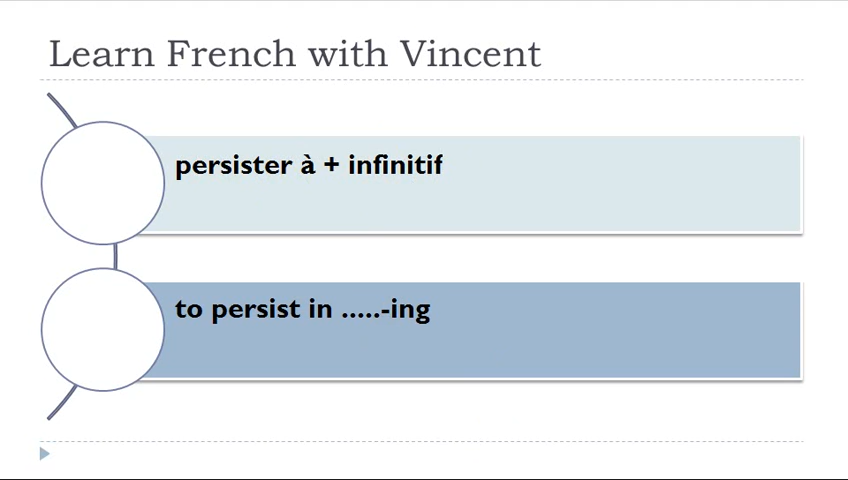 Learn French with Vincent
persister à + infinitif
to persist in .....-ing